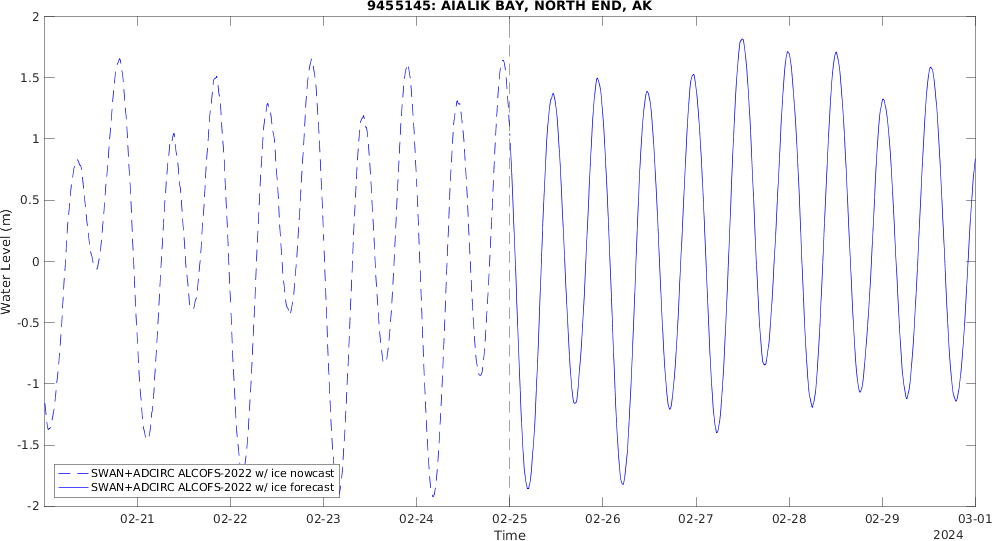 9455145: AIALIK BAY, NORTH END, AK
2
1.5
1
0.5
0
-0.5
-1
-1.5
-2
Water Level (m)
SWAN+ADCIRC ALCOFS-2022 w/ ice nowcast
SWAN+ADCIRC ALCOFS-2022 w/ ice forecast
02-21 02-22 02-23 02-24 02-25 02-26 02-27 02-28 02-29 03-01
Time
2024